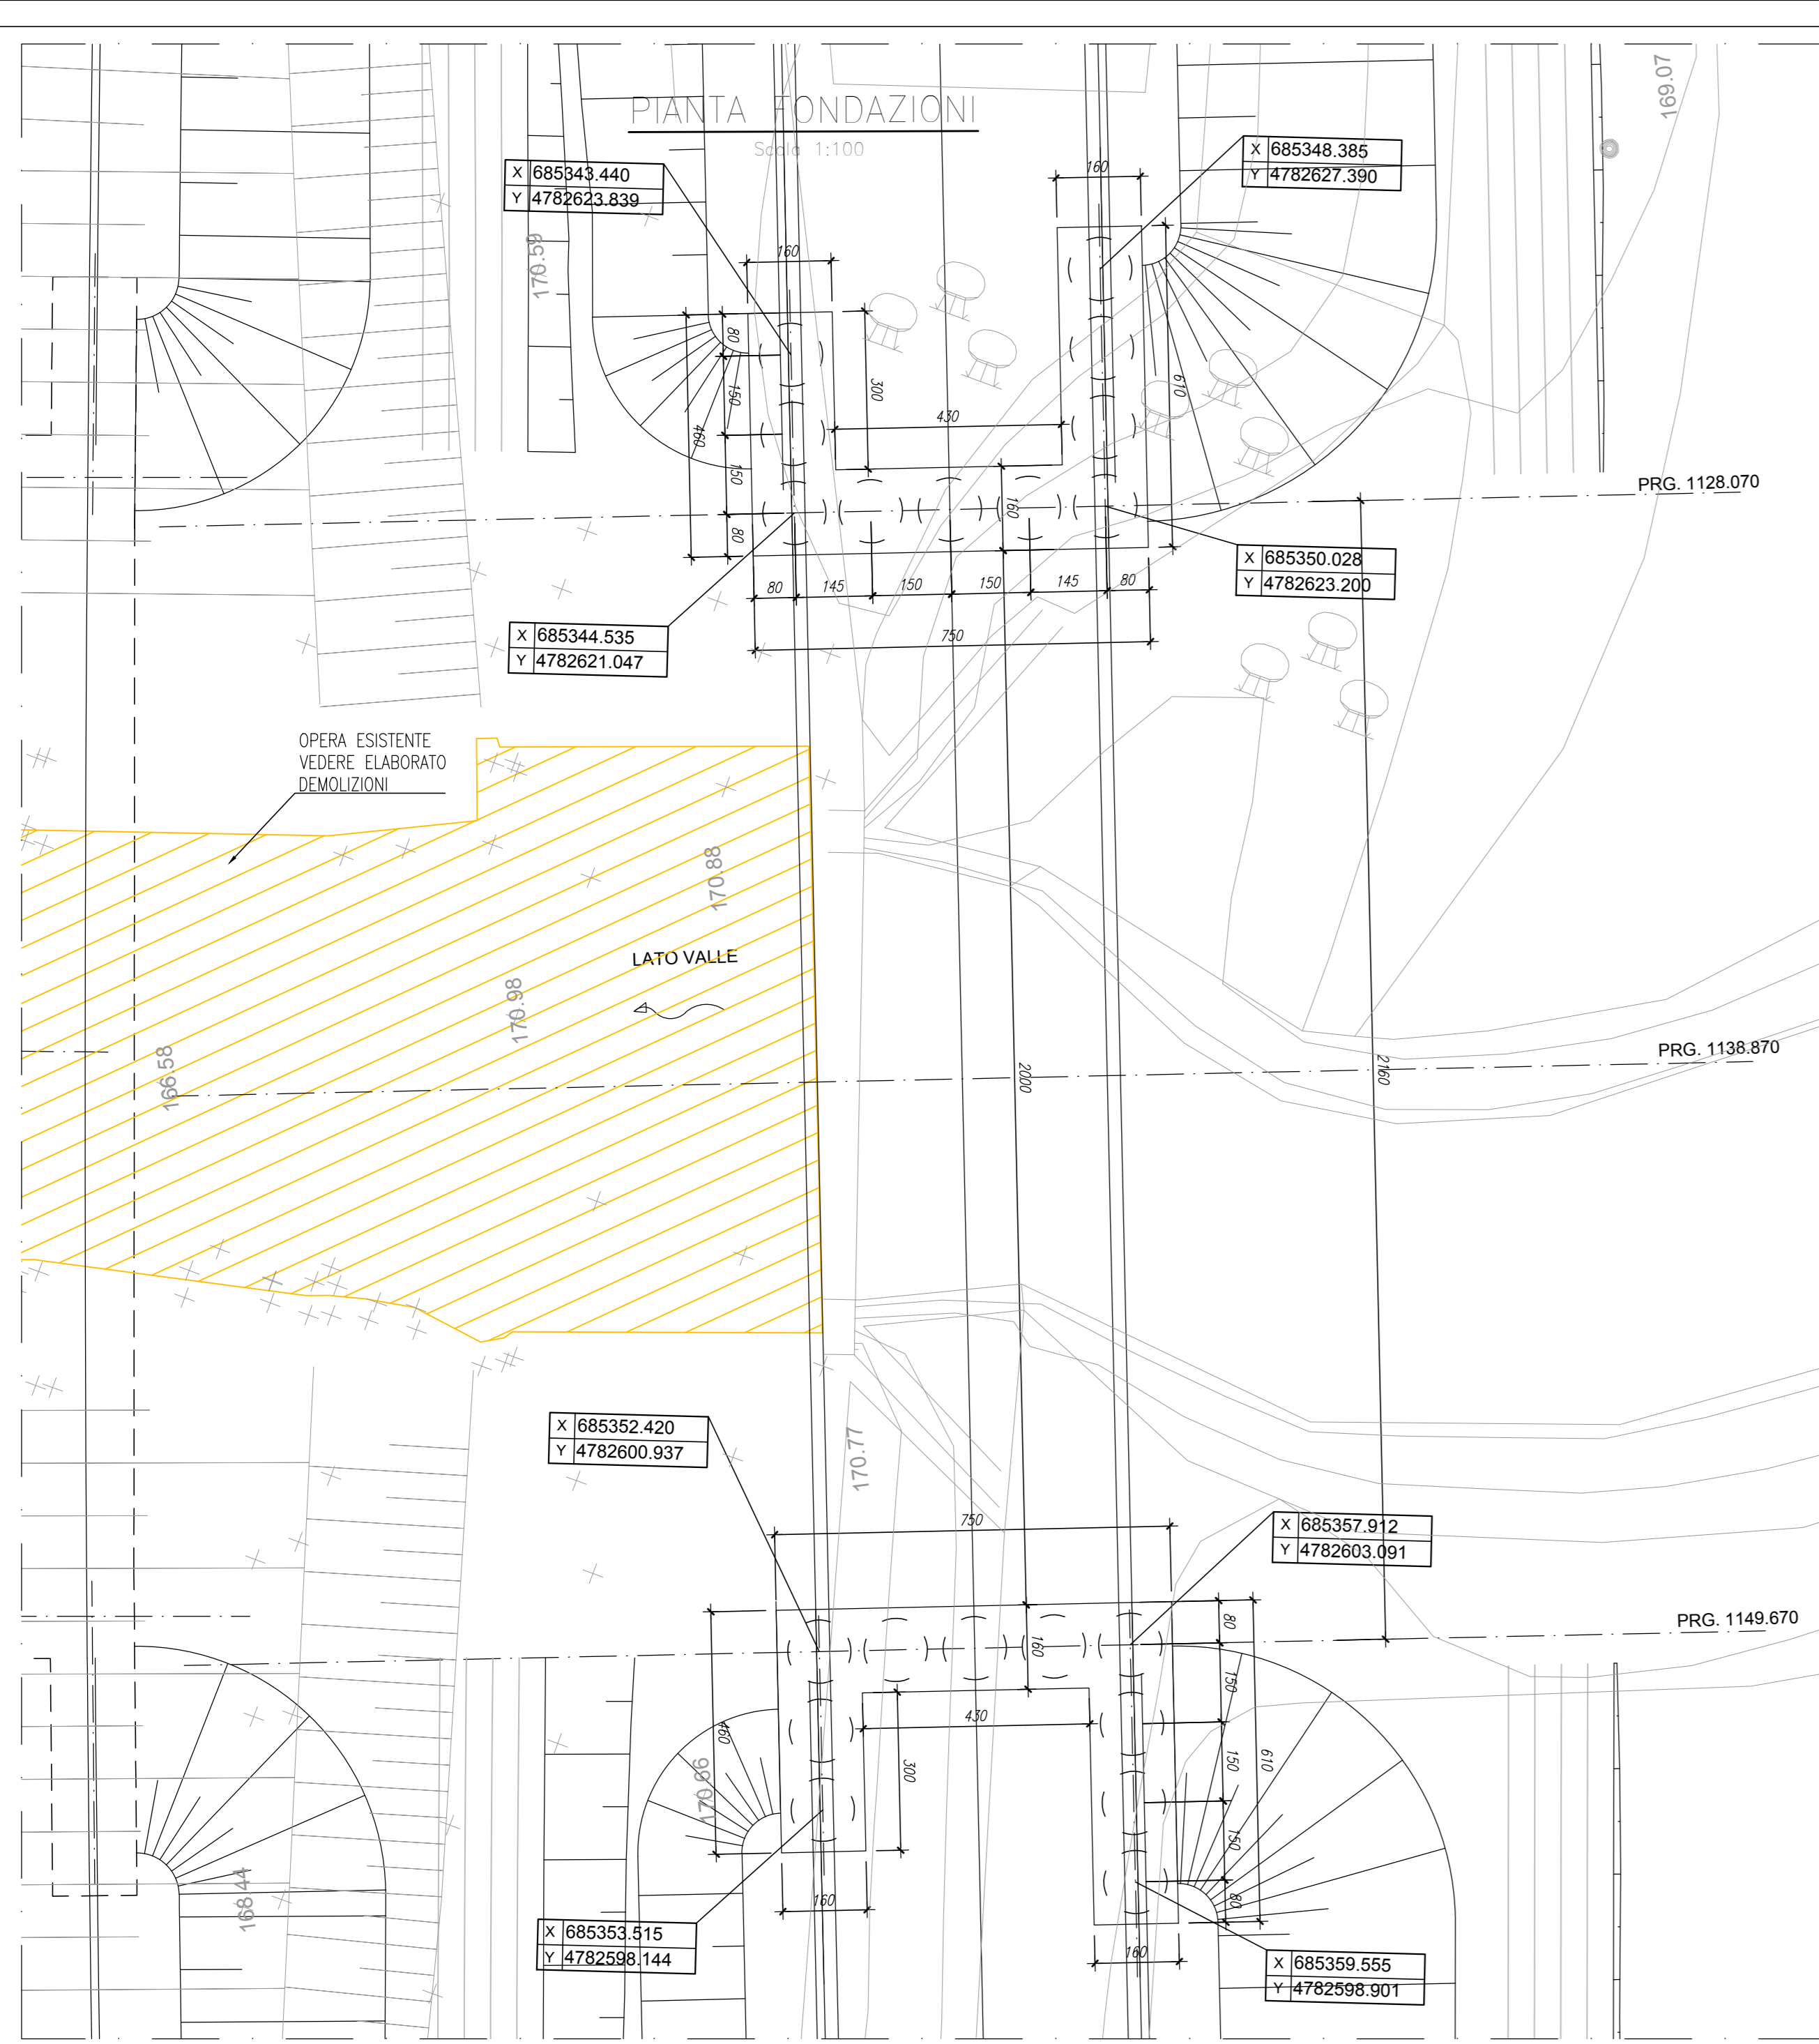 PIANTA FONDAZIONI
Scala 1:100
169.07
X 685343.440
Y 4782623.839
X 685348.385
Y 4782627.390
170.59
160
160
80
150
460
150
80
300
430
610
160
PRG. 1128.070
80 145 150 150 145 80
750
X 685350.028
Y 4782623.200
X 685344.535
Y 4782621.047
OPERA ESISTENTE
VEDERE ELABORATO
DEMOLIZIONI
170.88
LATO VALLE
170.98
166.58
2000
2160
PRG. 1138.870
X 685352.420
Y 4782600.937
170.77
750
X 685357.912
Y 4782603.091
PRG. 1149.670
80
160
150
460
430
300
150
610
150
80
170.66
160
160
168.44
X 685353.515
Y 4782598.144
X 685359.555
Y 4782598.901